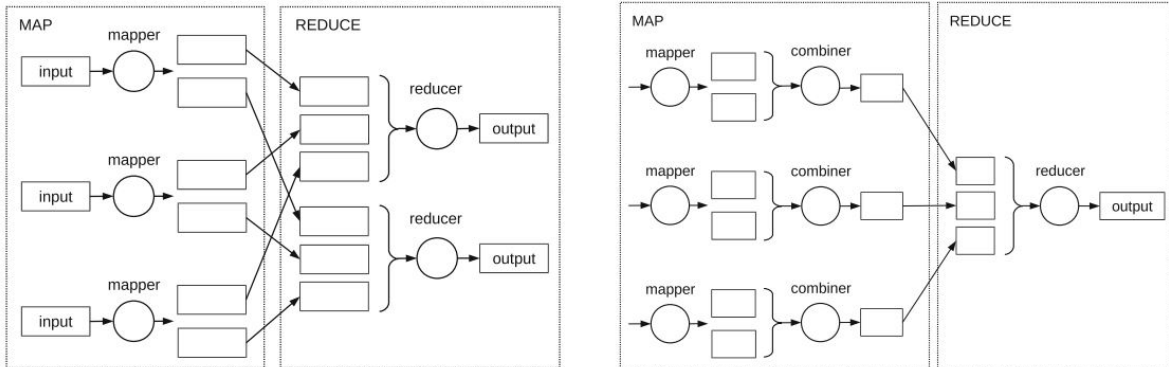 MAP
REDUCE
mapper
input
reducer
output
mapper
input
reducer
output
mapper
input
MAP
REDUCE
mapper
combiner
mapper
combiner
reducer
output
mapper
combiner